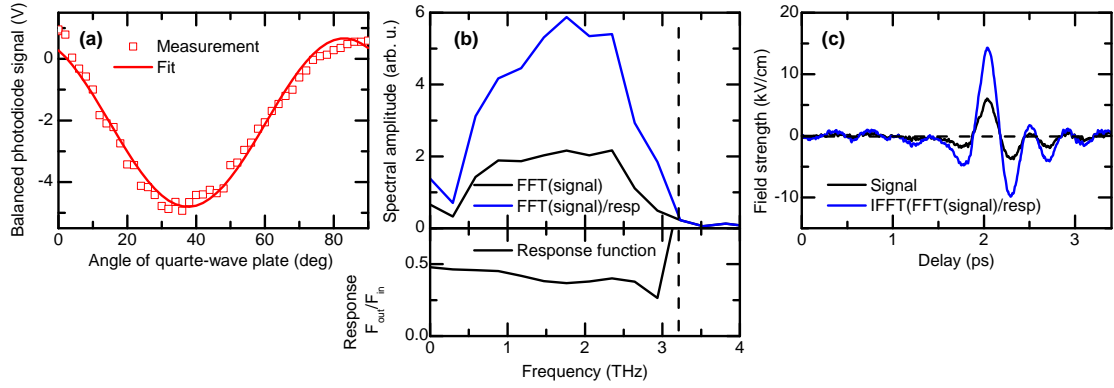 Balanced photodiode signal (V)
0
-2
-4
(a)
Measurement
Fit
0
20
40
60
80
Angle of quarte-wave plate (deg)
Spectral amplitude (arb. u.)
6
4
2
0
(b)
FFT(signal)
FFT(signal)/resp
Response
F_out/F_in
0.5
0.0
Response function
0
1
2
3
4
Frequency (THz)
Field strength (kV/cm)
20
10
0
-10
(c)
Signal
IFFT(FFT(signal)/resp)
0
1
2
3
Delay (ps)